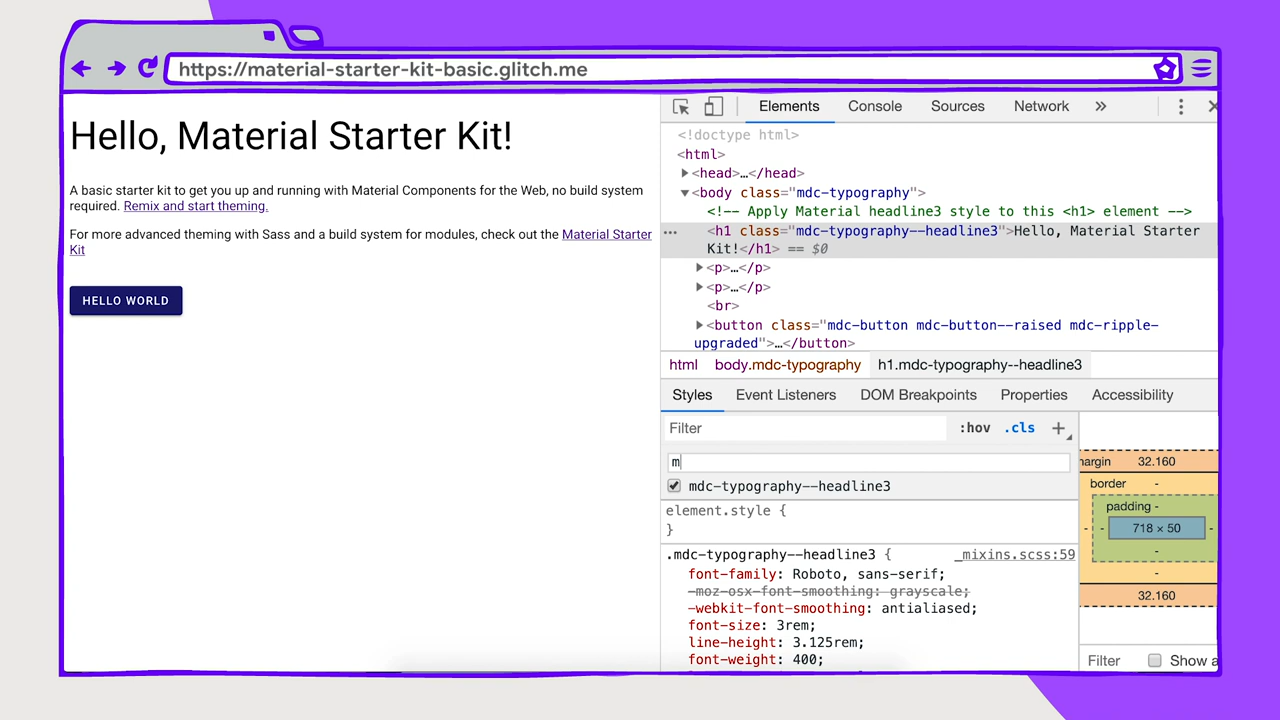 https://material-starter-kit-basic.glitch.me
Hello, Material Starter Kit!
A basic starter kit to get you up and running with Material Components for the Web, no build system
required. Remix and start theming.
For more advanced theming with Sass and a build system for modules, check out the Material Starter
Kit
HELLO WORLD
Elements Console Sources Network »
<!doctype html>
<html>
▶<head>…</head>
▼<body class="mdc-typography">
<!-- Apply Material headline3 style to this <h1> element -->
<h1 class="mdc-typography--headline3">Hello, Material Starter
Kit!</h1> == $0
▶<p>…</p>
▶<p>…</p>
<br>
▶<button class="mdc-button mdc-button--raised mdc-ripple-
upgraded">…</button>
html body.mdc-typography h1.mdc-typography--headline3
Styles Event Listeners DOM Breakpoints Properties Accessibility
Filter :hov .cls +
m
mdc-typography--headline3
element.style {
}
.mdc-typography--headline3 { _mixins.scss:59
font-family: Roboto, sans-serif;
-moz-osx-font-smoothing: grayscale;
-webkit-font-smoothing: antialiased;
font-size: 3rem;
line-height: 3.125rem;
font-weight: 400;
margin 32.160
border -
padding -
- - 718 × 50 -
-
-
32.160
Filter Show a